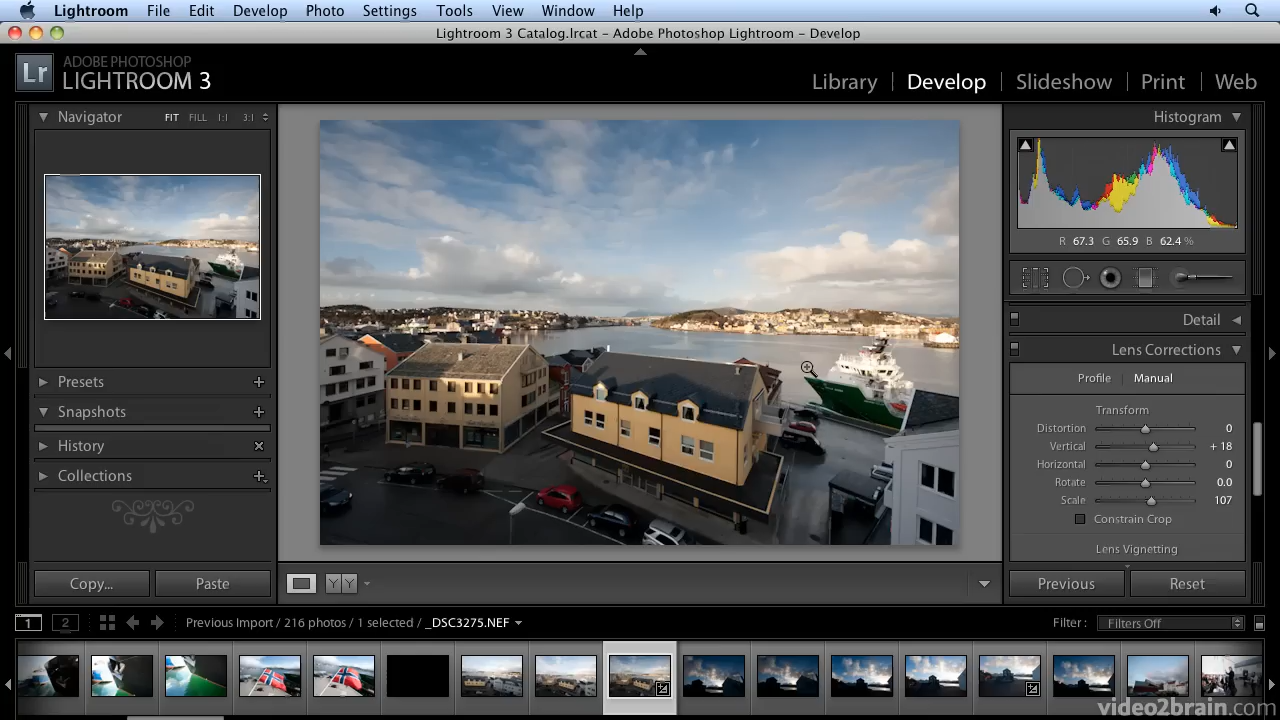 Lightroom File Edit Develop Photo Settings Tools View Window Help
Lightroom 3 Catalog.lrcat – Adobe Photoshop Lightroom – Develop
Lr ADOBE PHOTOSHOP
LIGHTROOM 3
Library Develop Slideshow Print Web
Navigator FIT FILL 1:1 3:1
Histogram
R 67.3 G 65.9 B 62.4 %
Detail
Lens Corrections
Profile Manual
Transform
Distortion 0
Vertical + 18
Horizontal 0
Rotate 0.0
Scale 107
Constrain Crop
Lens Vignetting
Presets
Snapshots
History
Collections
Copy... Paste
Y Y
Previous Reset
1 2 Previous Import / 216 photos / 1 selected / _DSC3275.NEF
Filter : Filters Off
video2brain.com